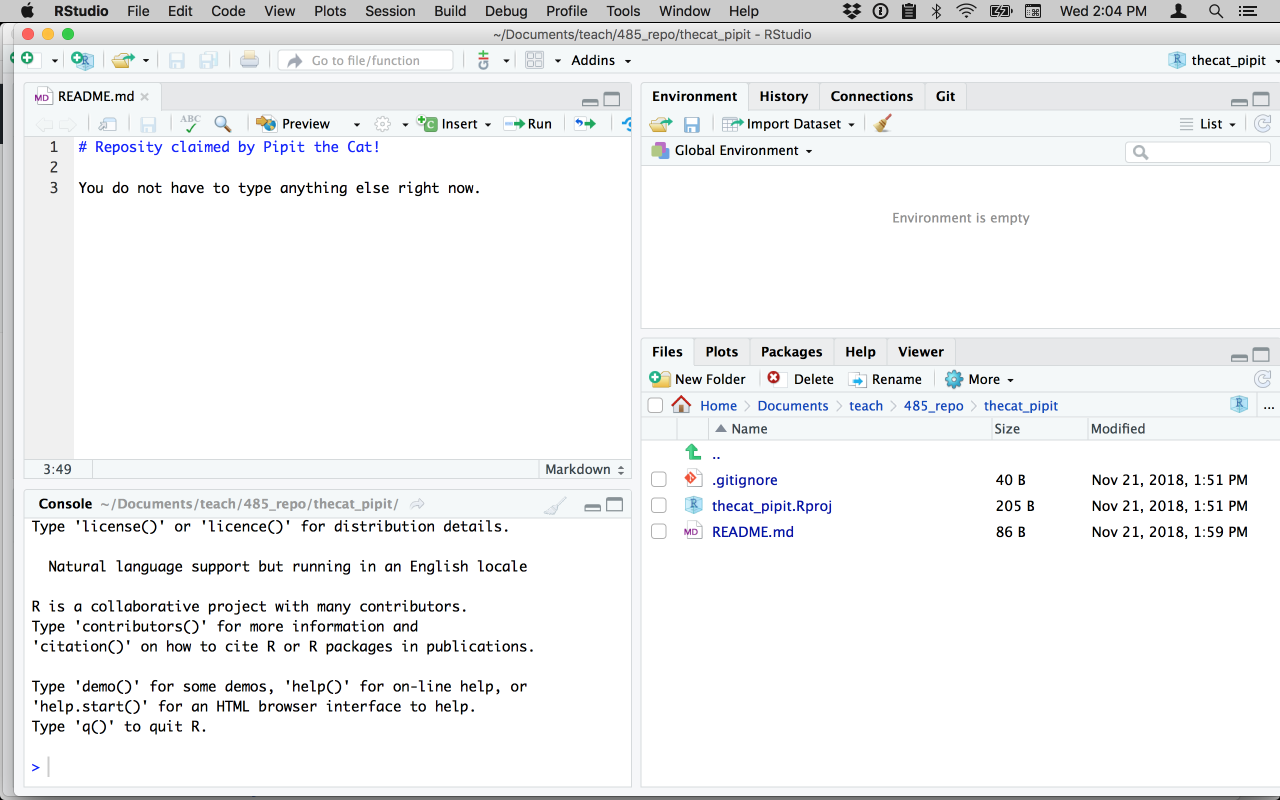 RStudio File Edit Code View Plots Session Build Debug Profile Tools Window Help Wed 2:04 PM
~/Documents/teach/485_repo/thecat_pipit - RStudio
Go to file/function Addins thecat_pipit
README.md
Preview Insert Run
1 # Reposity claimed by Pipit the Cat!
2
3 You do not have to type anything else right now.
3:49 Markdown
Console ~/Documents/teach/485_repo/thecat_pipit/
Type 'license()' or 'licence()' for distribution details.
Natural language support but running in an English locale
R is a collaborative project with many contributors.
Type 'contributors()' for more information and
'citation()' on how to cite R or R packages in publications.
Type 'demo()' for some demos, 'help()' for on-line help, or
'help.start()' for an HTML browser interface to help.
Type 'q()' to quit R.
>
Environment History Connections Git
Import Dataset List
Global Environment
Environment is empty
Files Plots Packages Help Viewer
New Folder Delete Rename More
Home Documents teach 485_repo thecat_pipit ...
Name Size Modified
..
.gitignore 40 B Nov 21, 2018, 1:51 PM
thecat_pipit.Rproj 205 B Nov 21, 2018, 1:51 PM
MD README.md 86 B Nov 21, 2018, 1:59 PM